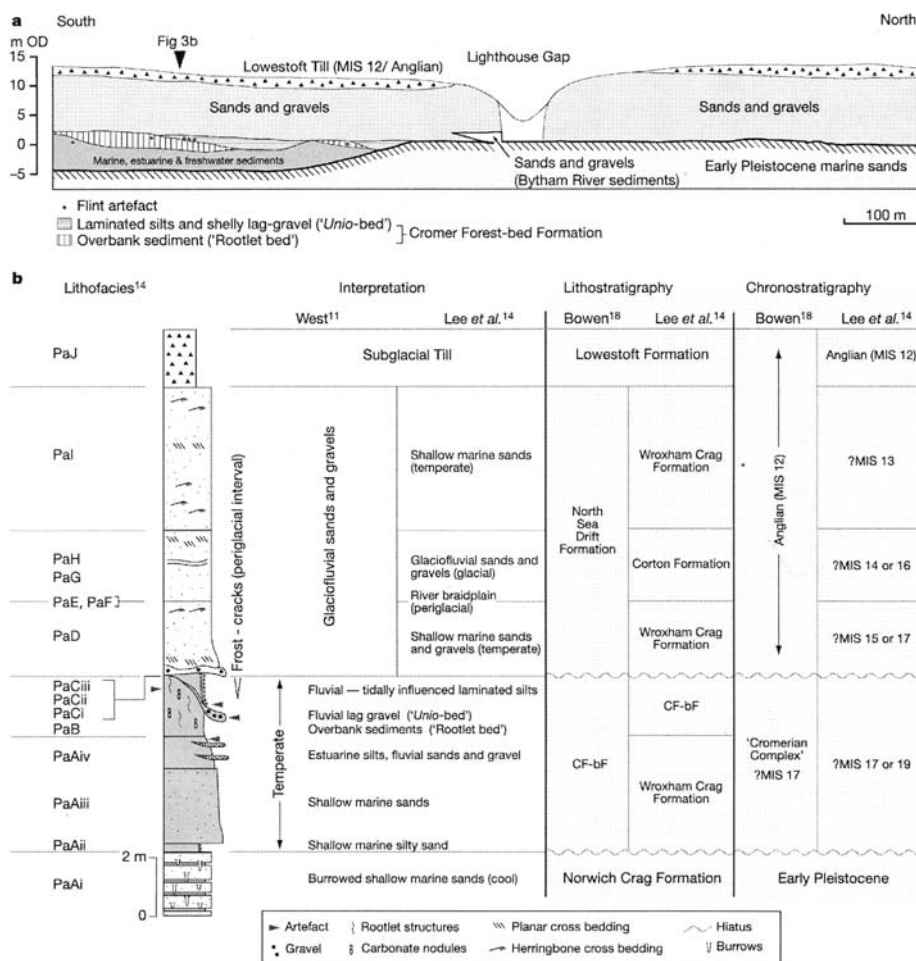 a
South
North
m OD
Fig 3b
15
10
5
0
–5
Lowestoft Till (MIS 12/ Anglian)
Lighthouse Gap
Sands and gravels
Sands and gravels
Marine, estuarine & freshwater sediments
Sands and gravels
(Bytham River sediments)
Early Pleistocene marine sands
Flint artefact
Laminated silts and shelly lag-gravel ('Unio-bed')
Overbank sediment ('Rootlet bed')
Cromer Forest-bed Formation
100 m
b
Lithofacies14
Interpretation
Lithostratigraphy
Chronostratigraphy
West11
Lee et al.14
Bowen18
Lee et al.14
Bowen18
Lee et al.14
PaJ
Subglacial Till
Lowestoft Formation
Anglian (MIS 12)
PaI
Shallow marine sands
(temperate)
Wroxham Crag
Formation
?MIS 13
Glaciofluvial sands and gravels
North
Sea
Drift
Formation
Anglian (MIS 12)
PaH
PaG
Glaciofluvial sands and
gravels (glacial)
Corton Formation
?MIS 14 or 16
PaE, PaF
River braidplain
(periglacial)
PaD
Shallow marine sands
and gravels (temperate)
Wroxham Crag
Formation
?MIS 15 or 17
Frost - cracks (periglacial interval)
PaCiii
PaCii
PaCi
PaB
Fluvial — tidally influenced laminated silts
Fluvial lag gravel ('Unio-bed')
Overbank sediments ('Rootlet bed')
CF-bF
Temperate
PaAiv
Estuarine silts, fluvial sands and gravel
CF-bF
'Cromerian
Complex'
?MIS 17
?MIS 17 or 19
PaAiii
Shallow marine sands
Wroxham Crag
Formation
PaAii
Shallow marine silty sand
2 m
PaAi
0
Burrowed shallow marine sands (cool)
Norwich Crag Formation
Early Pleistocene
Artefact
Rootlet structures
Planar cross bedding
Hiatus
Gravel
Carbonate nodules
Herringbone cross bedding
Burrows